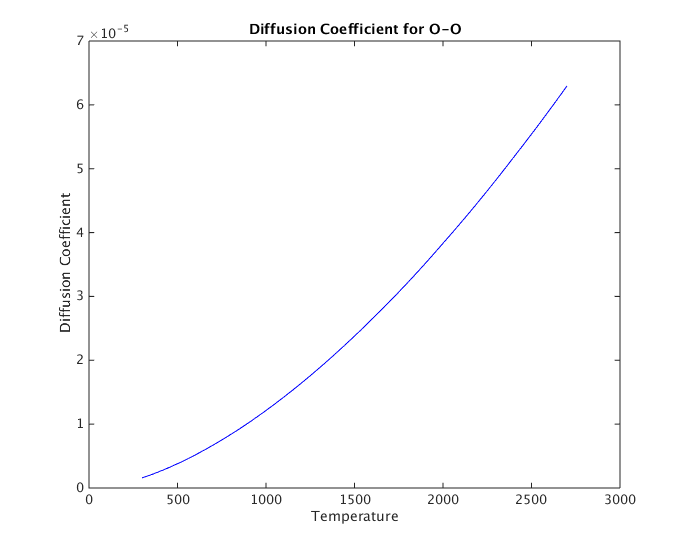 Diffusion Coefficient for O-O
×10⁻⁵
7
6
5
4
3
2
1
0
Diffusion Coefficient
0 500 1000 1500 2000 2500 3000
Temperature